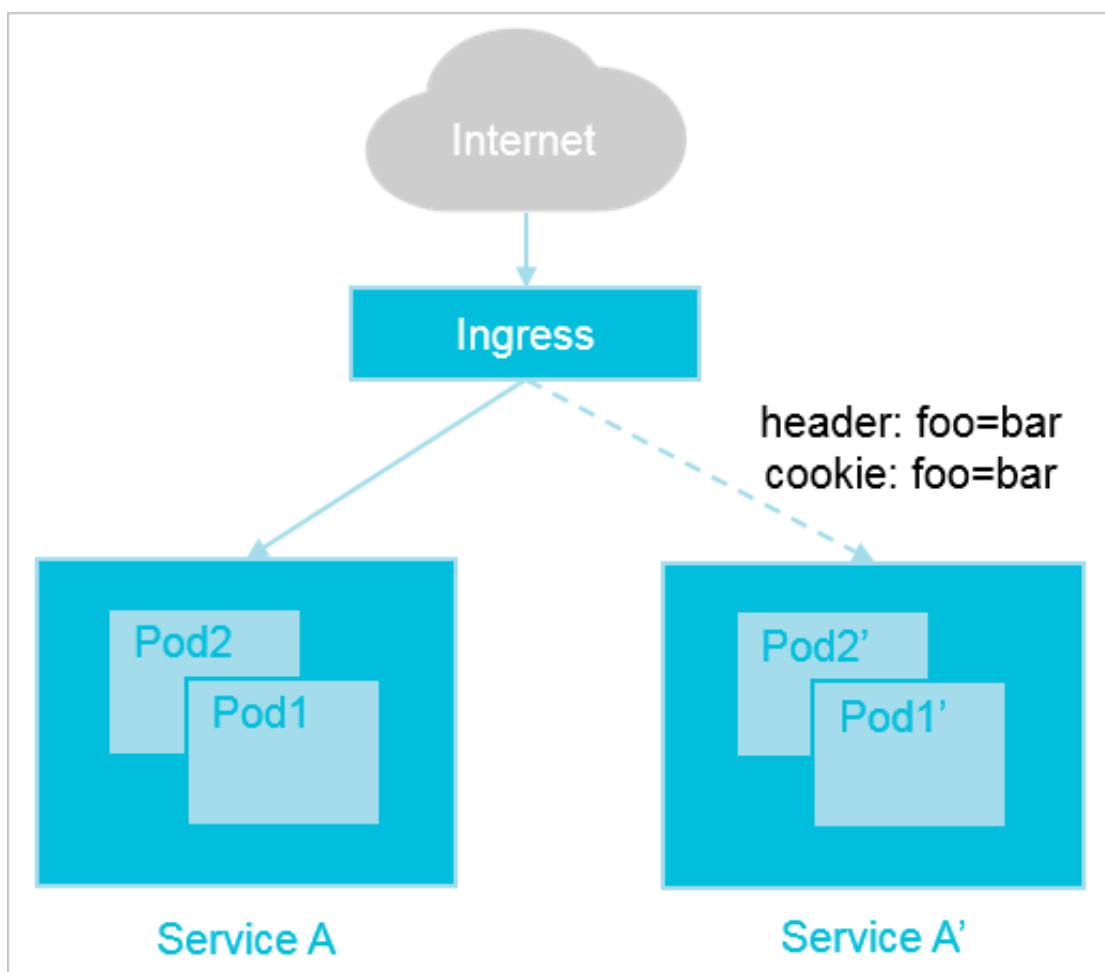 Internet
Ingress
header: foo=bar
cookie: foo=bar
Pod2
Pod1
Pod2’
Pod1’
Service A
Service A’